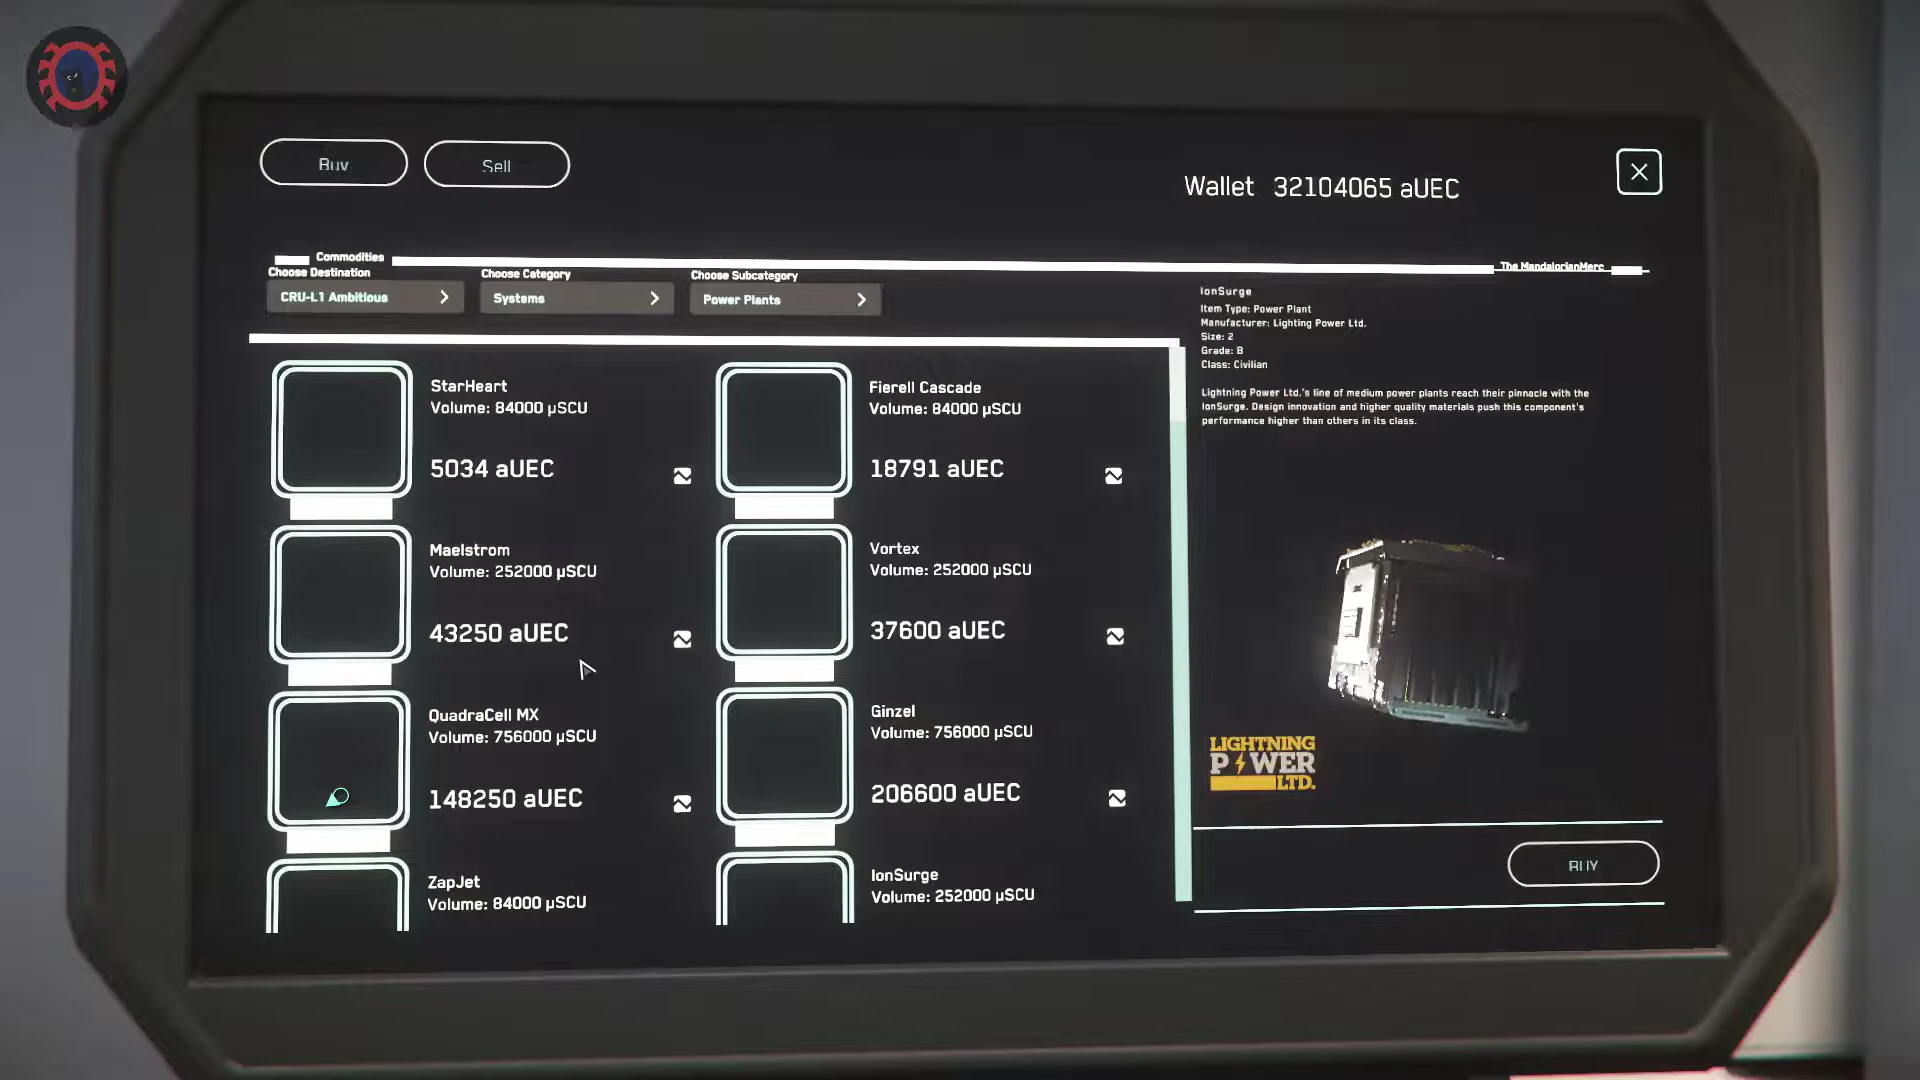 Buy
Sell
Wallet 32104065 aUEC
Commodities
The MandalorianMerc
Choose Destination
Choose Category
Choose Subcategory
CRU-L1 Ambitious
Systems
Power Plants
StarHeart
Volume: 84000 µSCU
5034 aUEC
Fierell Cascade
Volume: 84000 µSCU
18791 aUEC
Maelstrom
Volume: 252000 µSCU
43250 aUEC
Vortex
Volume: 252000 µSCU
37600 aUEC
QuadraCell MX
Volume: 756000 µSCU
148250 aUEC
Ginzel
Volume: 756000 µSCU
206600 aUEC
ZapJet
Volume: 84000 µSCU
IonSurge
Volume: 252000 µSCU
IonSurge
Item Type: Power Plant
Manufacturer: Lighting Power Ltd.
Size: 2
Grade: B
Class: Civilian
Lightning Power Ltd.'s line of medium power plants reach their pinnacle with the
IonSurge. Design innovation and higher quality materials push this component's
performance higher than others in its class.
LIGHTNING
POWER
LTD.
BUY